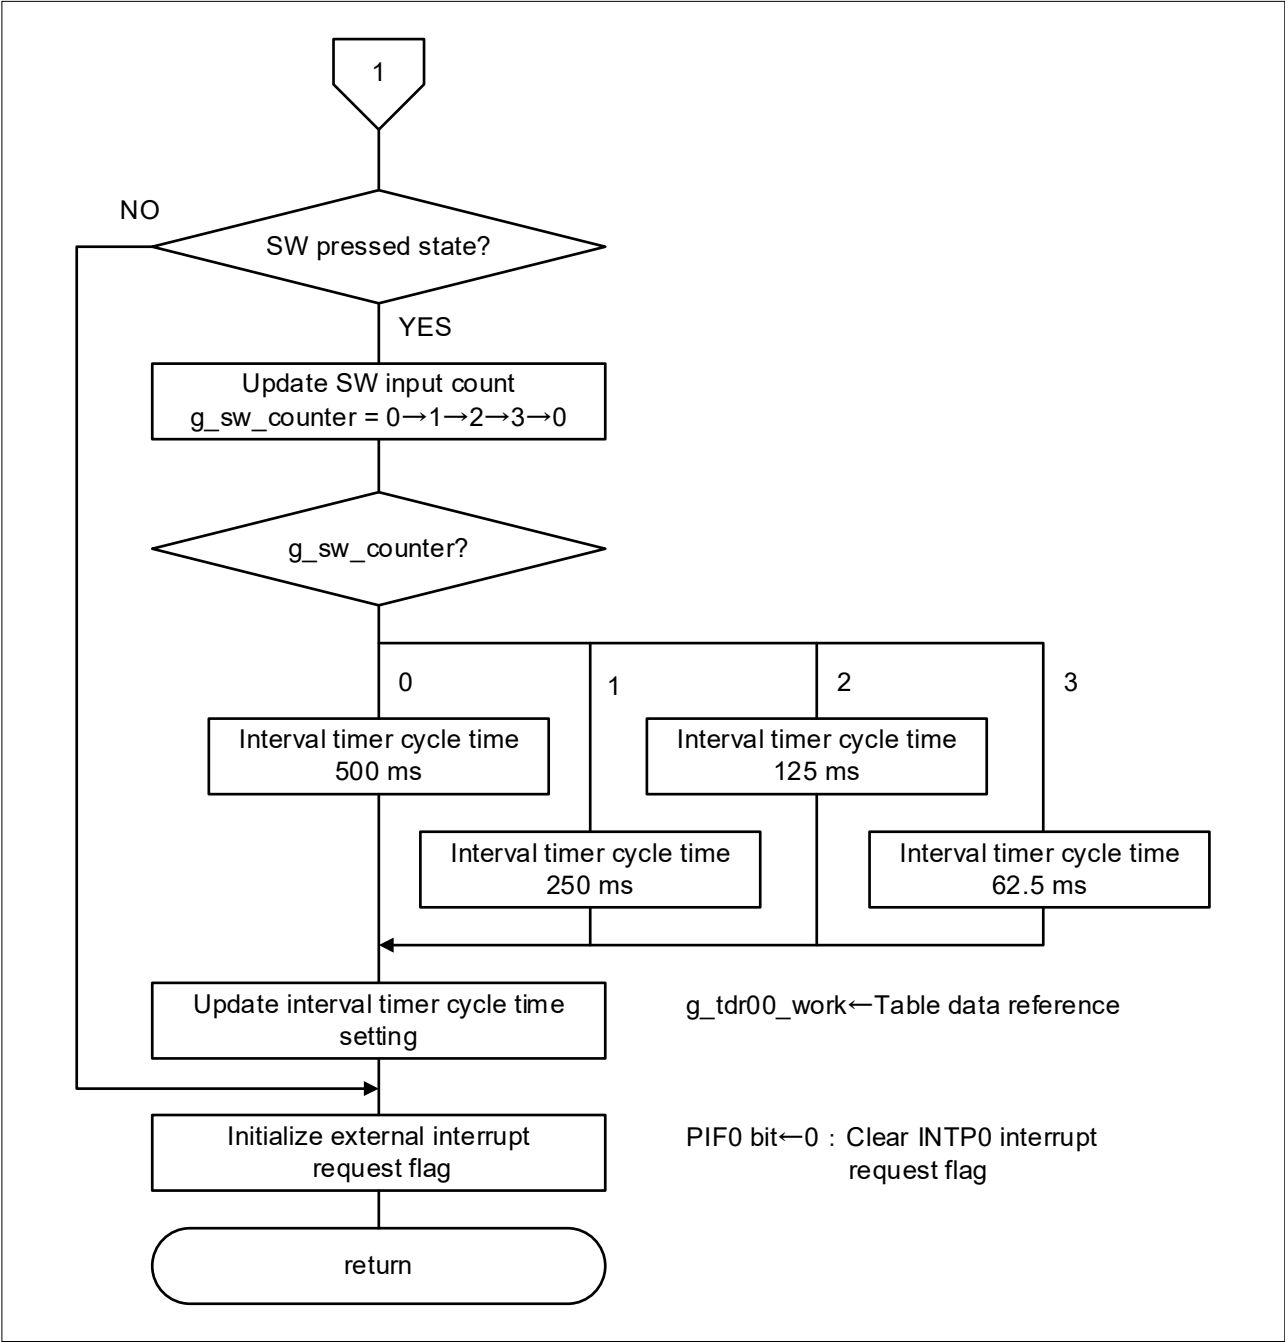 1
NO
SW pressed state?
YES
Update SW input count
g_sw_counter = 0→1→2→3→0
g_sw_counter?
0
1
2
3
Interval timer cycle time
500 ms
Interval timer cycle time
125 ms
Interval timer cycle time
250 ms
Interval timer cycle time
62.5 ms
Update interval timer cycle time
setting
g_tdr00_work←Table data reference
Initialize external interrupt
request flag
PIF0 bit←0 : Clear INTP0 interrupt
request flag
return